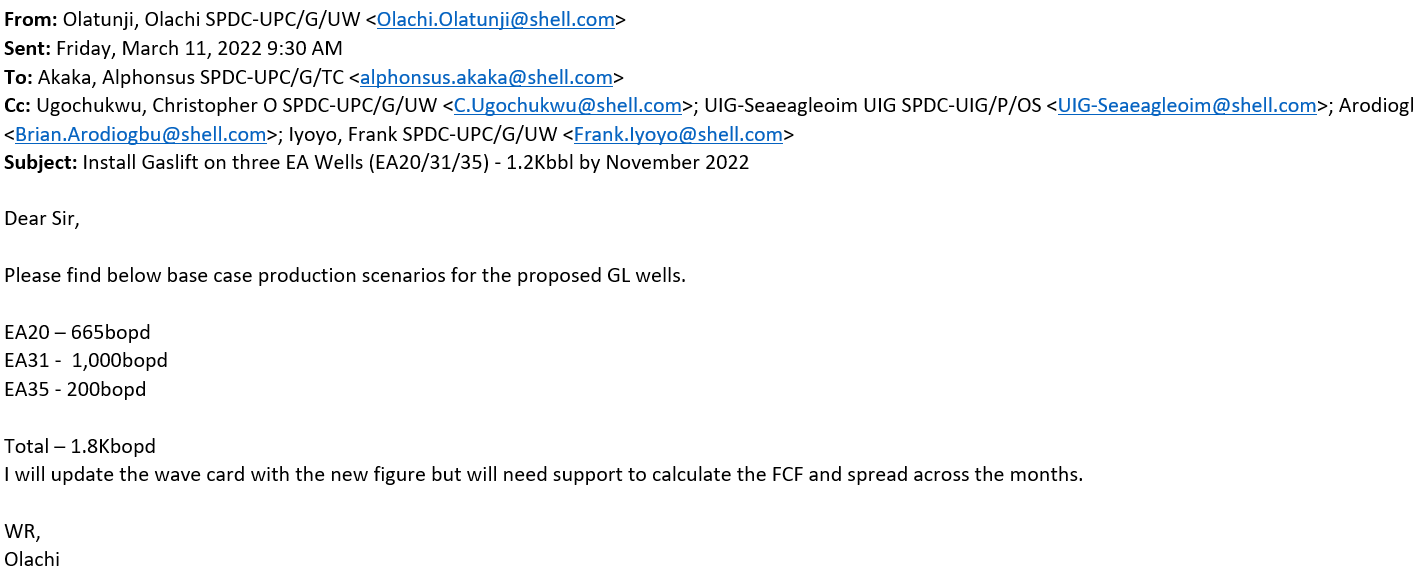 From: Olatunji, Olachi SPDC-UPC/G/UW <Olachi.Olatunji@shell.com>
Sent: Friday, March 11, 2022 9:30 AM
To: Akaka, Alphonsus SPDC-UPC/G/TC <alphonsus.akaka@shell.com>
Cc: Ugochukwu, Christopher O SPDC-UPC/G/UW <C.Ugochukwu@shell.com>; UIG-Seaeagleoim UIG SPDC-UIG/P/OS <UIG-Seaeagleoim@shell.com>;
<Brian.Arodiogbu@shell.com>; Iyoyo, Frank SPDC-UPC/G/UW <Frank.Iyoyo@shell.com>
Subject: Install Gaslift on three EA Wells (EA20/31/35) - 1.2Kbbl by November 2022
Dear Sir,
Please find below base case production scenarios for the proposed GL wells.
EA20 – 665bopd
EA31 - 1,000bopd
EA35 - 200bopd
Total – 1.8Kbopd
I will update the wave card with the new figure but will need support to calculate the FCF and spread across the months.
WR,
Olachi